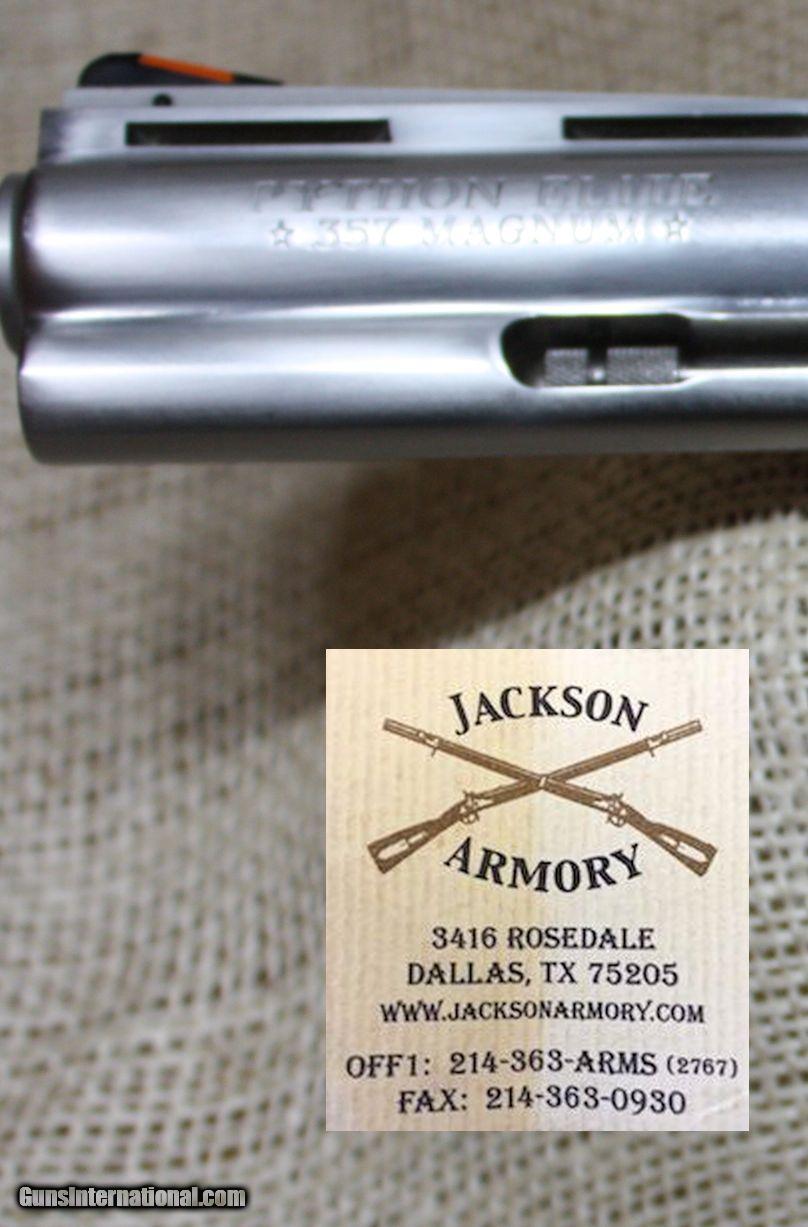 PYTHON ELITE
☆ .357 MAGNUM ☆
JACKSON
ARMORY
3416 ROSEDALE
DALLAS, TX 75205
WWW.JACKSONARMORY.COM
OFF1: 214-363-ARMS (2767)
FAX: 214-363-0930
GunsInternational.com